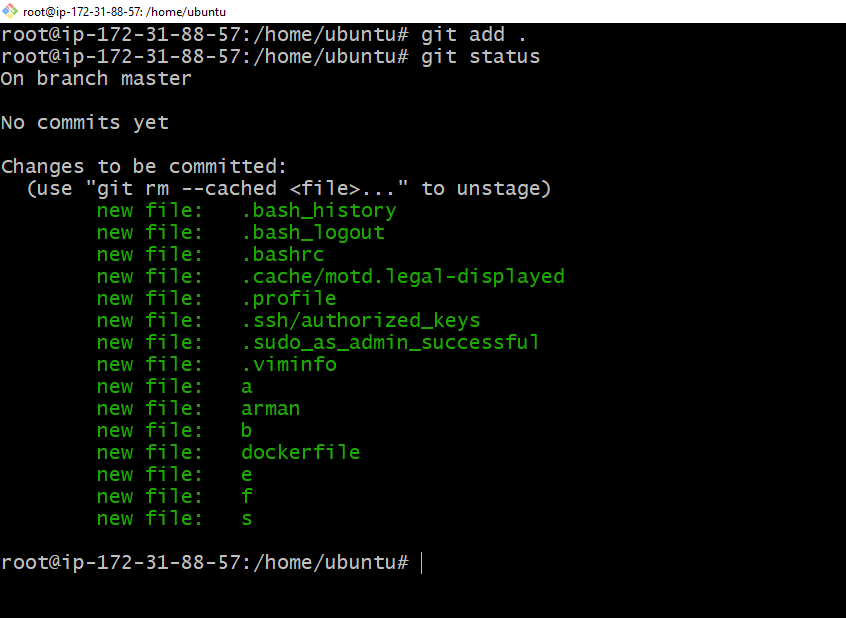 root@ip-172-31-88-57: /home/ubuntu
root@ip-172-31-88-57:/home/ubuntu# git add .
root@ip-172-31-88-57:/home/ubuntu# git status
On branch master
No commits yet
Changes to be committed:
(use "git rm --cached <file>..." to unstage)
new file: .bash_history
new file: .bash_logout
new file: .bashrc
new file: .cache/motd.legal-displayed
new file: .profile
new file: .ssh/authorized_keys
new file: .sudo_as_admin_successful
new file: .viminfo
new file: a
new file: arman
new file: b
new file: dockerfile
new file: e
new file: f
new file: s
root@ip-172-31-88-57:/home/ubuntu#